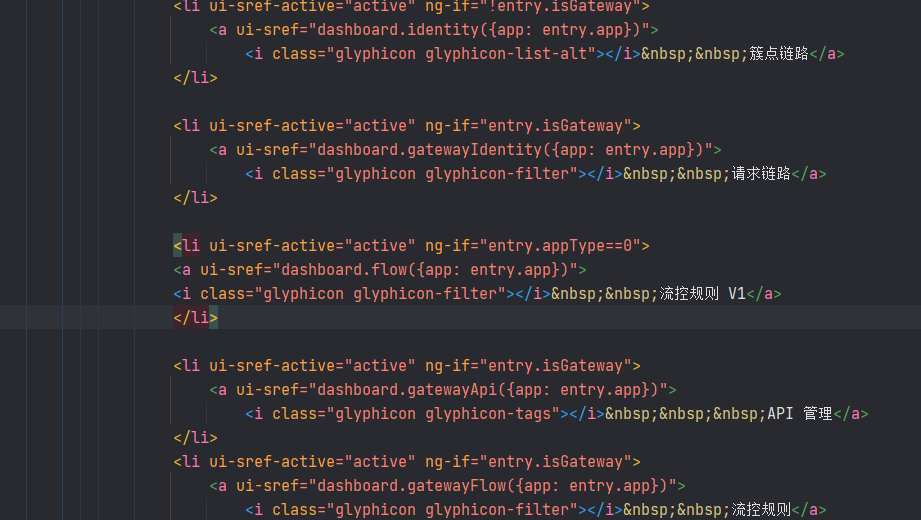 <li ui-sref-active="active" ng-if="!entry.isGateway">
<a ui-sref="dashboard.identity({app: entry.app})">
<i class="glyphicon glyphicon-list-alt"></i>&nbsp;&nbsp;簇点链路</a>
</li>
<li ui-sref-active="active" ng-if="entry.isGateway">
<a ui-sref="dashboard.gatewayIdentity({app: entry.app})">
<i class="glyphicon glyphicon-filter"></i>&nbsp;&nbsp;请求链路</a>
</li>
<li ui-sref-active="active" ng-if="entry.appType==0">
<a ui-sref="dashboard.flow({app: entry.app})">
<i class="glyphicon glyphicon-filter"></i>&nbsp;&nbsp;流控规则 V1</a>
</li>
<li ui-sref-active="active" ng-if="entry.isGateway">
<a ui-sref="dashboard.gatewayApi({app: entry.app})">
<i class="glyphicon glyphicon-tags"></i>&nbsp;&nbsp;&nbsp;API 管理</a>
</li>
<li ui-sref-active="active" ng-if="entry.isGateway">
<a ui-sref="dashboard.gatewayFlow({app: entry.app})">
<i class="glyphicon glyphicon-filter"></i>&nbsp;&nbsp;流控规则</a>